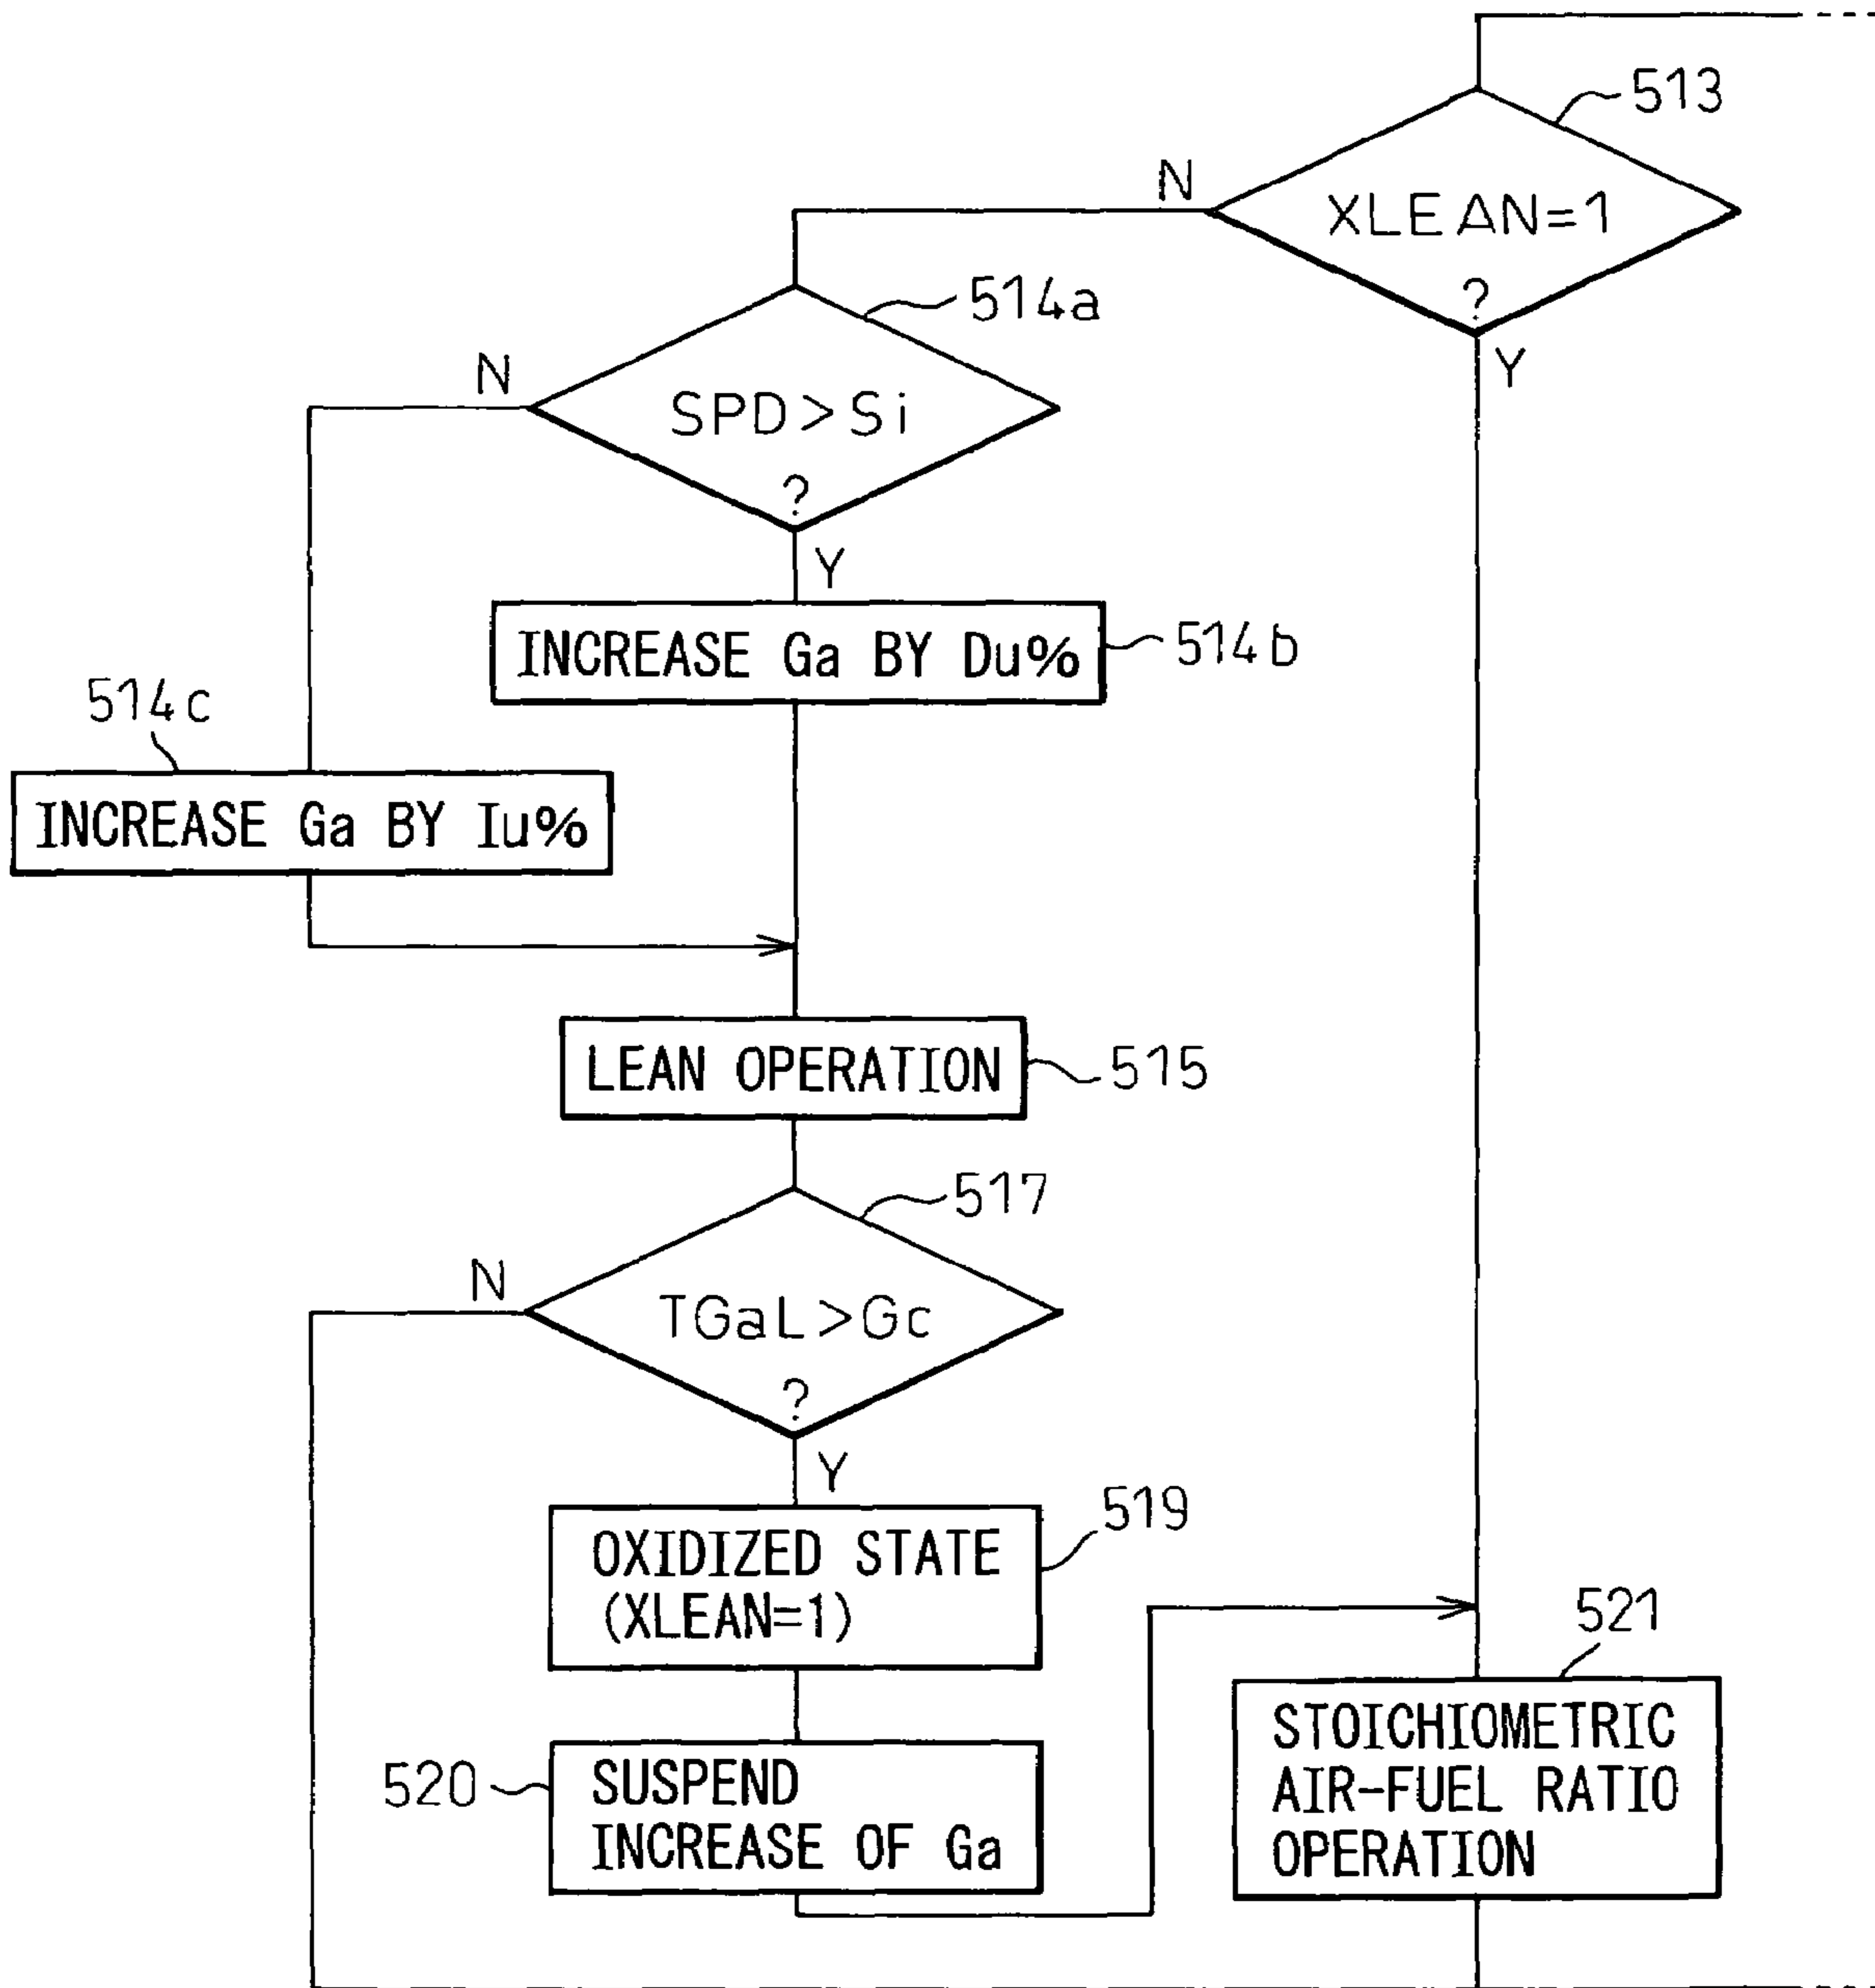 513
N
XLEAN=1
?
Y
514a
N
SPD>Si
?
Y
INCREASE Ga BY Du%
514b
514c
INCREASE Ga BY Iu%
LEAN OPERATION
515
517
N
TGaL>Gc
?
Y
519
OXIDIZED STATE
(XLEAN=1)
520
SUSPEND
INCREASE OF Ga
521
STOICHIOMETRIC
AIR-FUEL RATIO
OPERATION